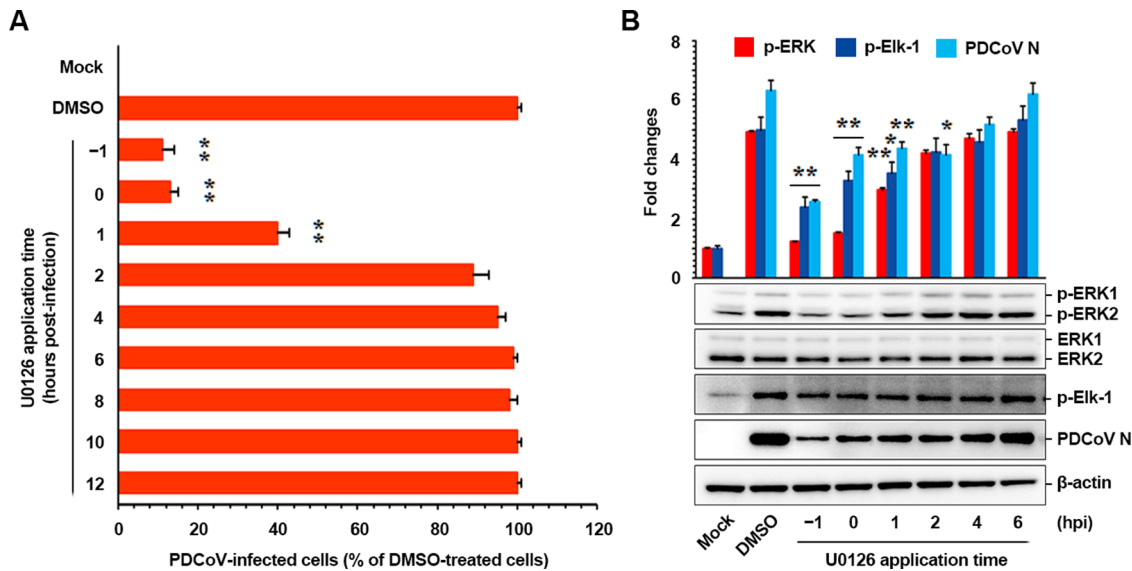 A
Mock
DMSO
−1
**
0
**
1
**
2
4
6
8
10
12
U0126 application time
(hours post-infection)
0 20 40 60 80 100 120
PDCoV-infected cells (% of DMSO-treated cells)
B
p-ERK p-Elk-1 PDCoV N
8
6
4
2
0
Fold changes
**
**
**
*
**
*
p-ERK1
p-ERK2
ERK1
ERK2
p-Elk-1
PDCoV N
β-actin
Mock DMSO −1 0 1 2 4 6 (hpi)
U0126 application time